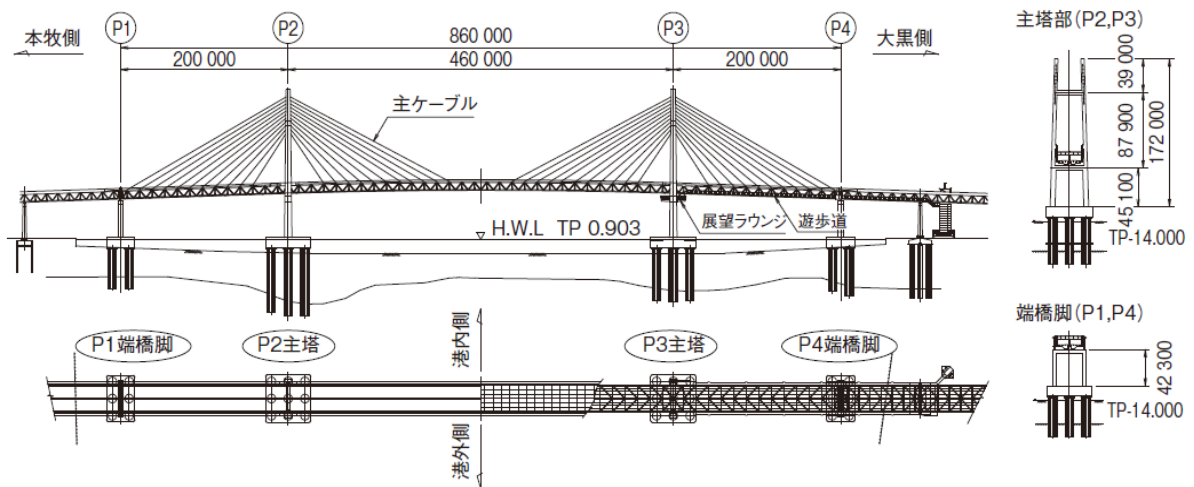 P1
P2
P3
P4
本牧側
860 000
大黒側
200 000
460 000
200 000
主ケーブル
展望ラウンジ
遊歩道
H.W.L TP 0.903
P1端橋脚
P2主塔
港内側
P3主塔
P4端橋脚
港外側
主塔部(P2,P3)
39 000
87 900
172 000
45 100
TP-14.000
端橋脚(P1,P4)
42 300
TP-14.000